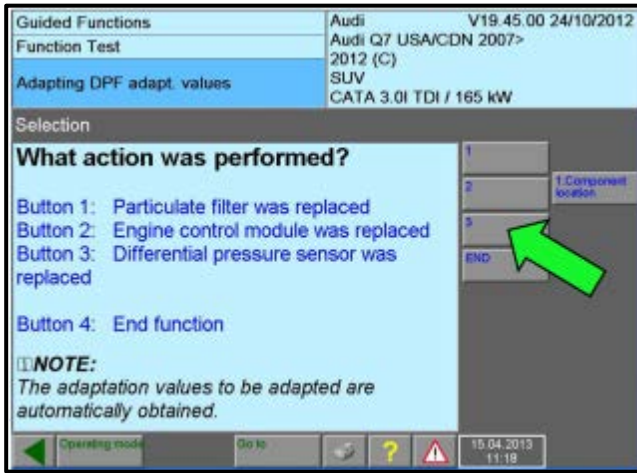 Guided Functions
Function Test
Adapting DPF adapt. values
Audi V19.45.00 24/10/2012
Audi Q7 USA/CDN 2007>
2012 (C)
SUV
CATA 3.0l TDI / 165 kW
Selection
What action was performed?
Button 1: Particulate filter was replaced
Button 2: Engine control module was replaced
Button 3: Differential pressure sensor was
replaced
Button 4: End function
NOTE:
The adaptation values to be adapted are
automatically obtained.
1
2
3
END
1.Component
location
Operating mode
Go to
?
15.04.2013
11:18